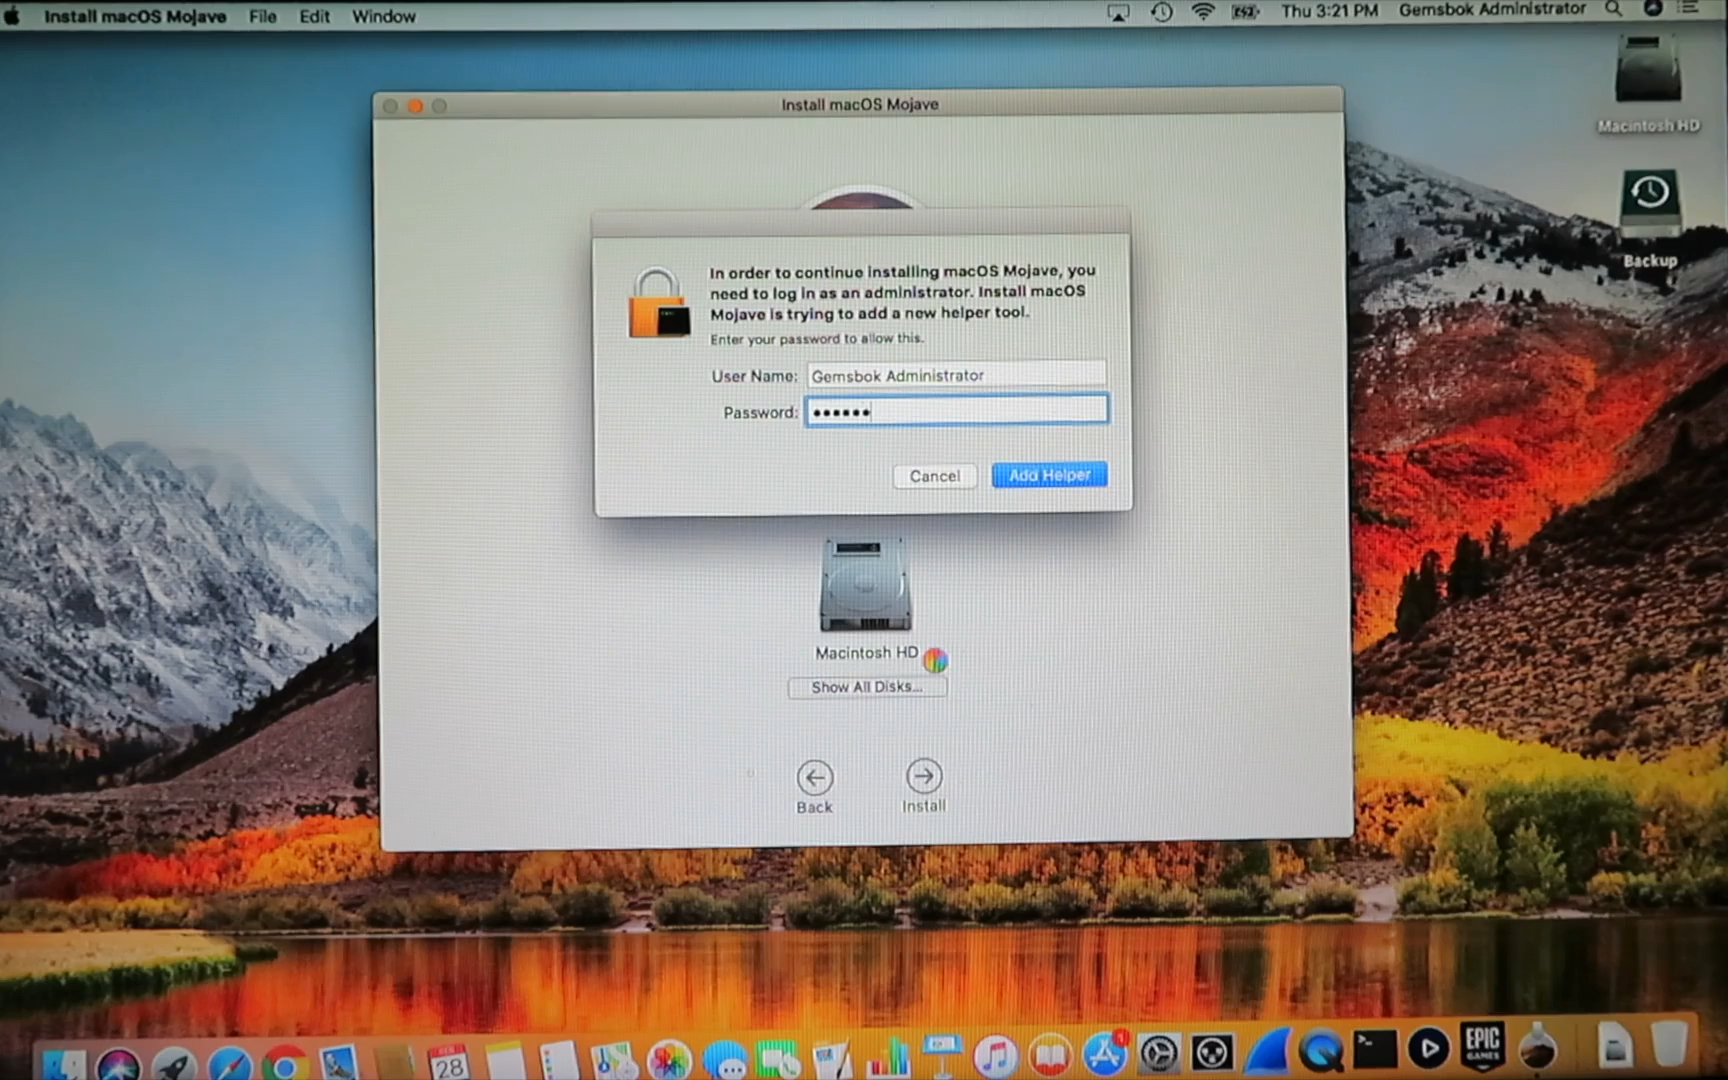 Install macOS Mojave File Edit Window
Thu 3:21 PM Gemsbok Administrator
Install macOS Mojave
Macintosh HD
Backup
In order to continue installing macOS Mojave, you
need to log in as an administrator. Install macOS
Mojave is trying to add a new helper tool.
Enter your password to allow this.
User Name: Gemsbok Administrator
Password: ••••••
Cancel Add Helper
Macintosh HD
Show All Disks...
Back Install
28
EPIC
GAMES